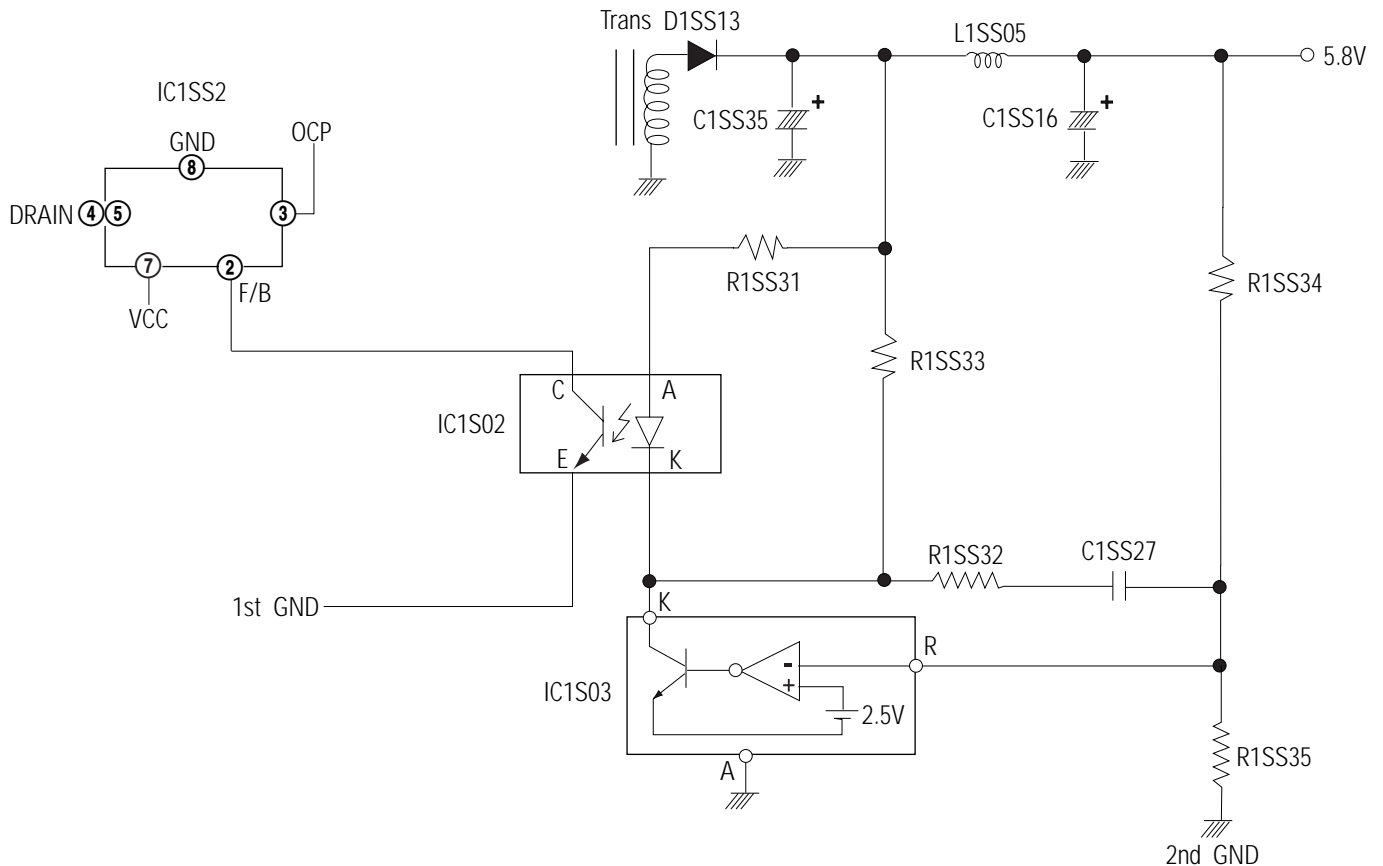 Trans D1SS13
L1SS05
5.8V
IC1SS2
C1SS35
+
C1SS16
+
OCP
GND
8
DRAIN 4 5
3
7
2
F/B
VCC
R1SS31
R1SS34
R1SS33
C
A
IC1S02
E
K
R1SS32
C1SS27
1st GND
K
R
-
+
IC1S03
2.5V
A
R1SS35
2nd GND